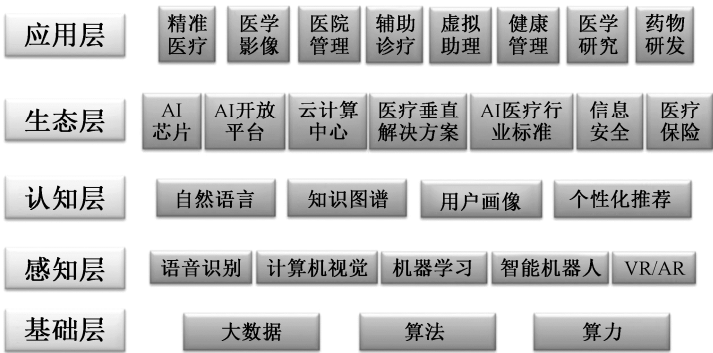 应用层
精准
医疗
医学
影像
医院
管理
辅助
诊疗
虚拟
助理
健康
管理
医学
研究
药物
研发
生态层
AI
芯片
AI开放
平台
云计算
中心
医疗垂直
解决方案
AI医疗行
业标准
信息
安全
医疗
保险
认知层
自然语言
知识图谱
用户画像
个性化推荐
感知层
语音识别
计算机视觉
机器学习
智能机器人
VR/AR
基础层
大数据
算法
算力